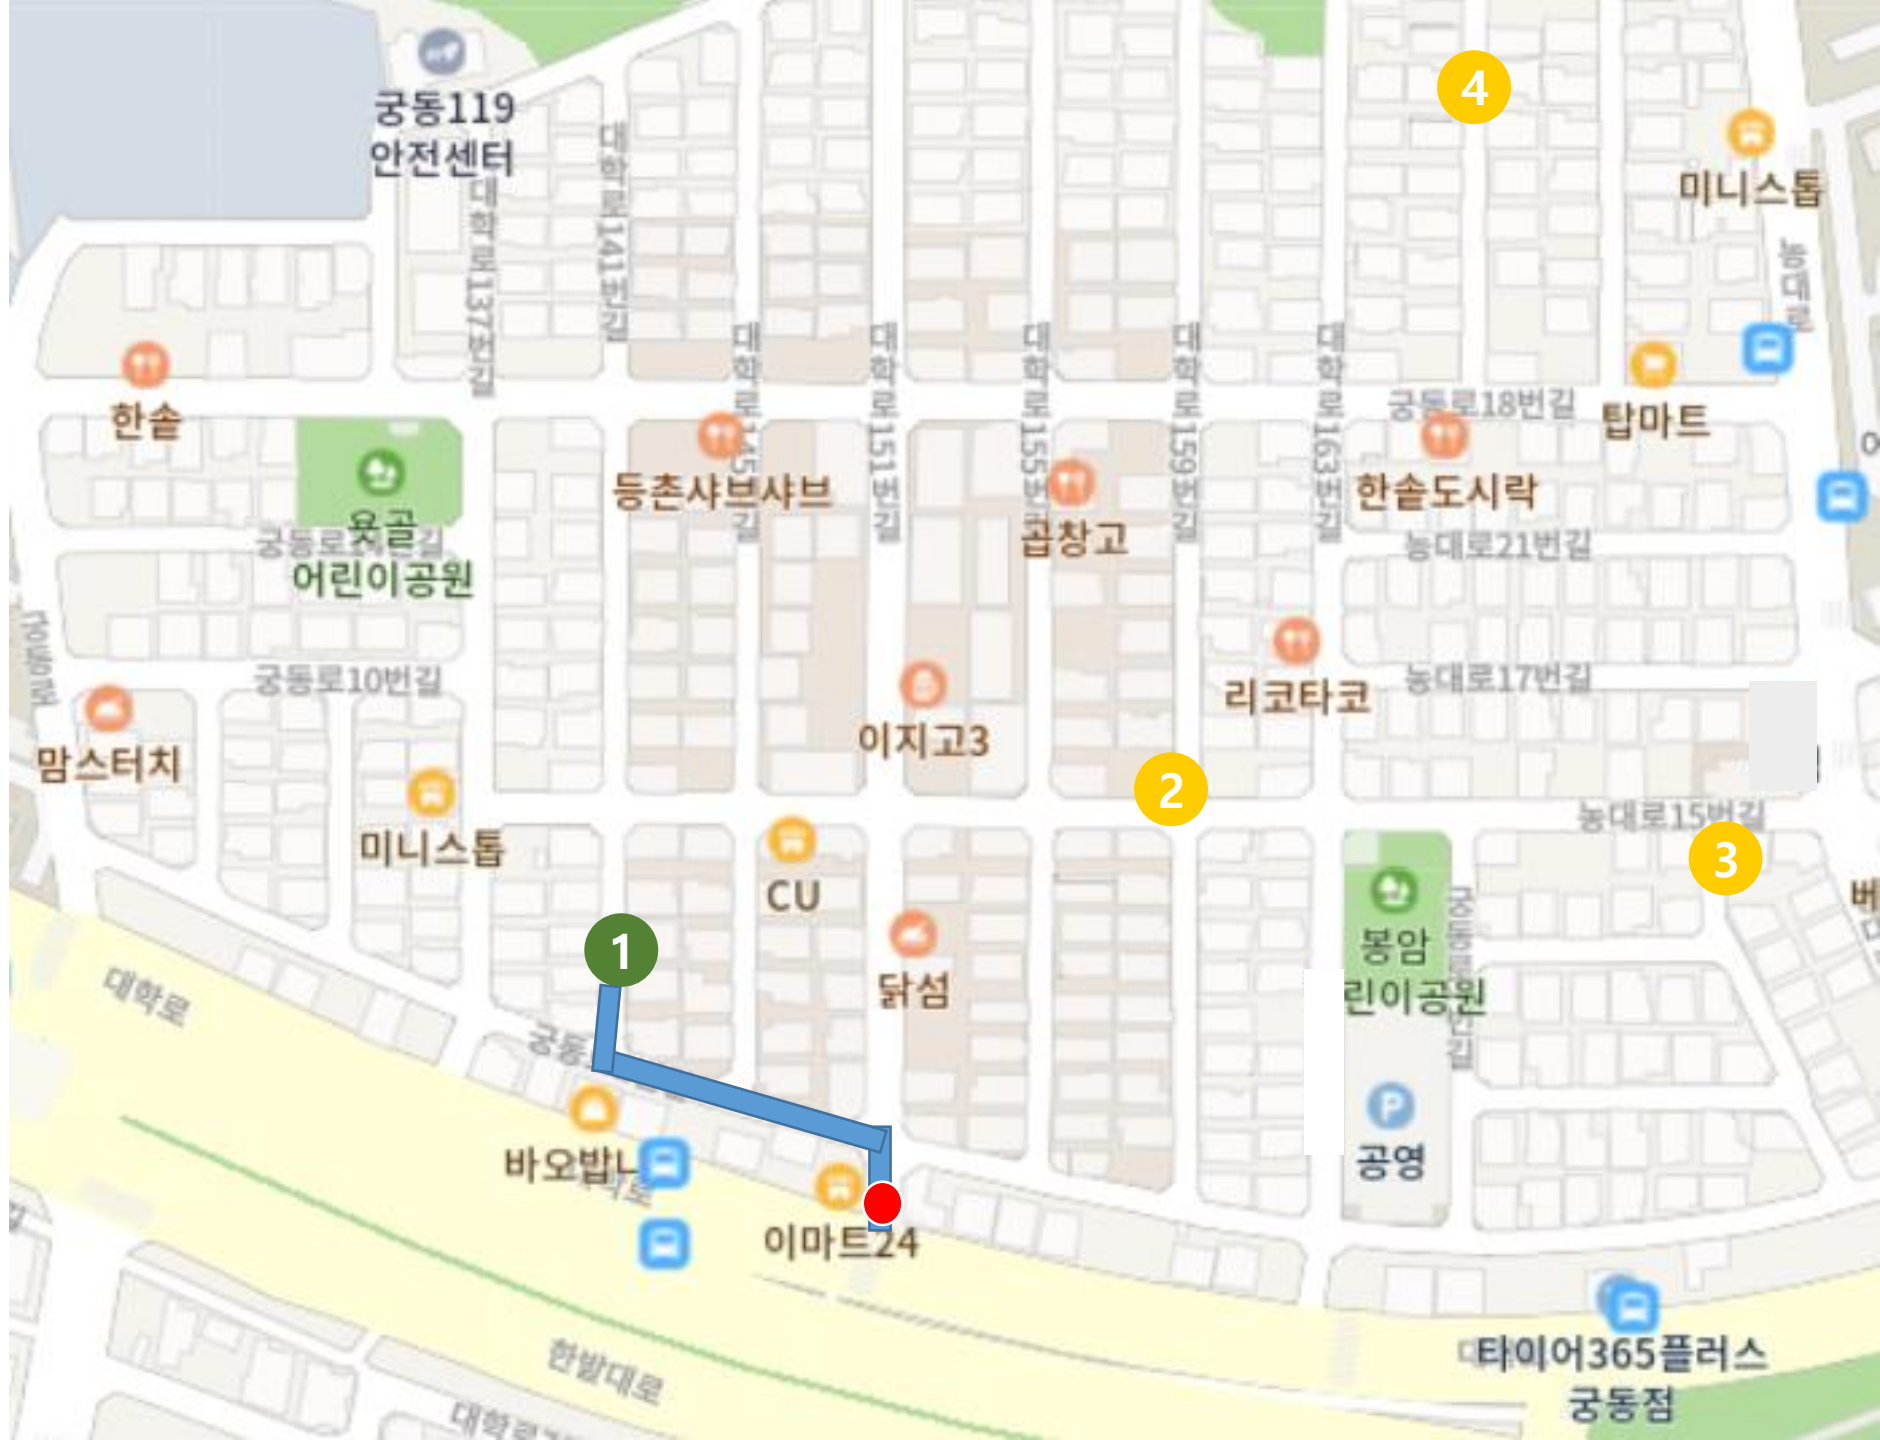 4
궁동119
안전센터
대학로141번길
미니스톱
대학로137번길
농대로
대학로145번길
대학로151번길
대학로155번
대학로159번길
대학로163번길
궁동로18번길
탑마트
한솥
등촌샤브샤브
한솥도시락
곱창고
욧골
어린이공원
농대로21번길
궁동로10번길
농대로17번길
리코타코
이지고3
맘스터치
2
농대로15번길
미니스톱
3
CU
베
1
봉암
린이공원
닭섬
대학로
궁동
P
바오밥나
공영
이마트24
타이어365플러스
궁동점
한밭대로
대학로